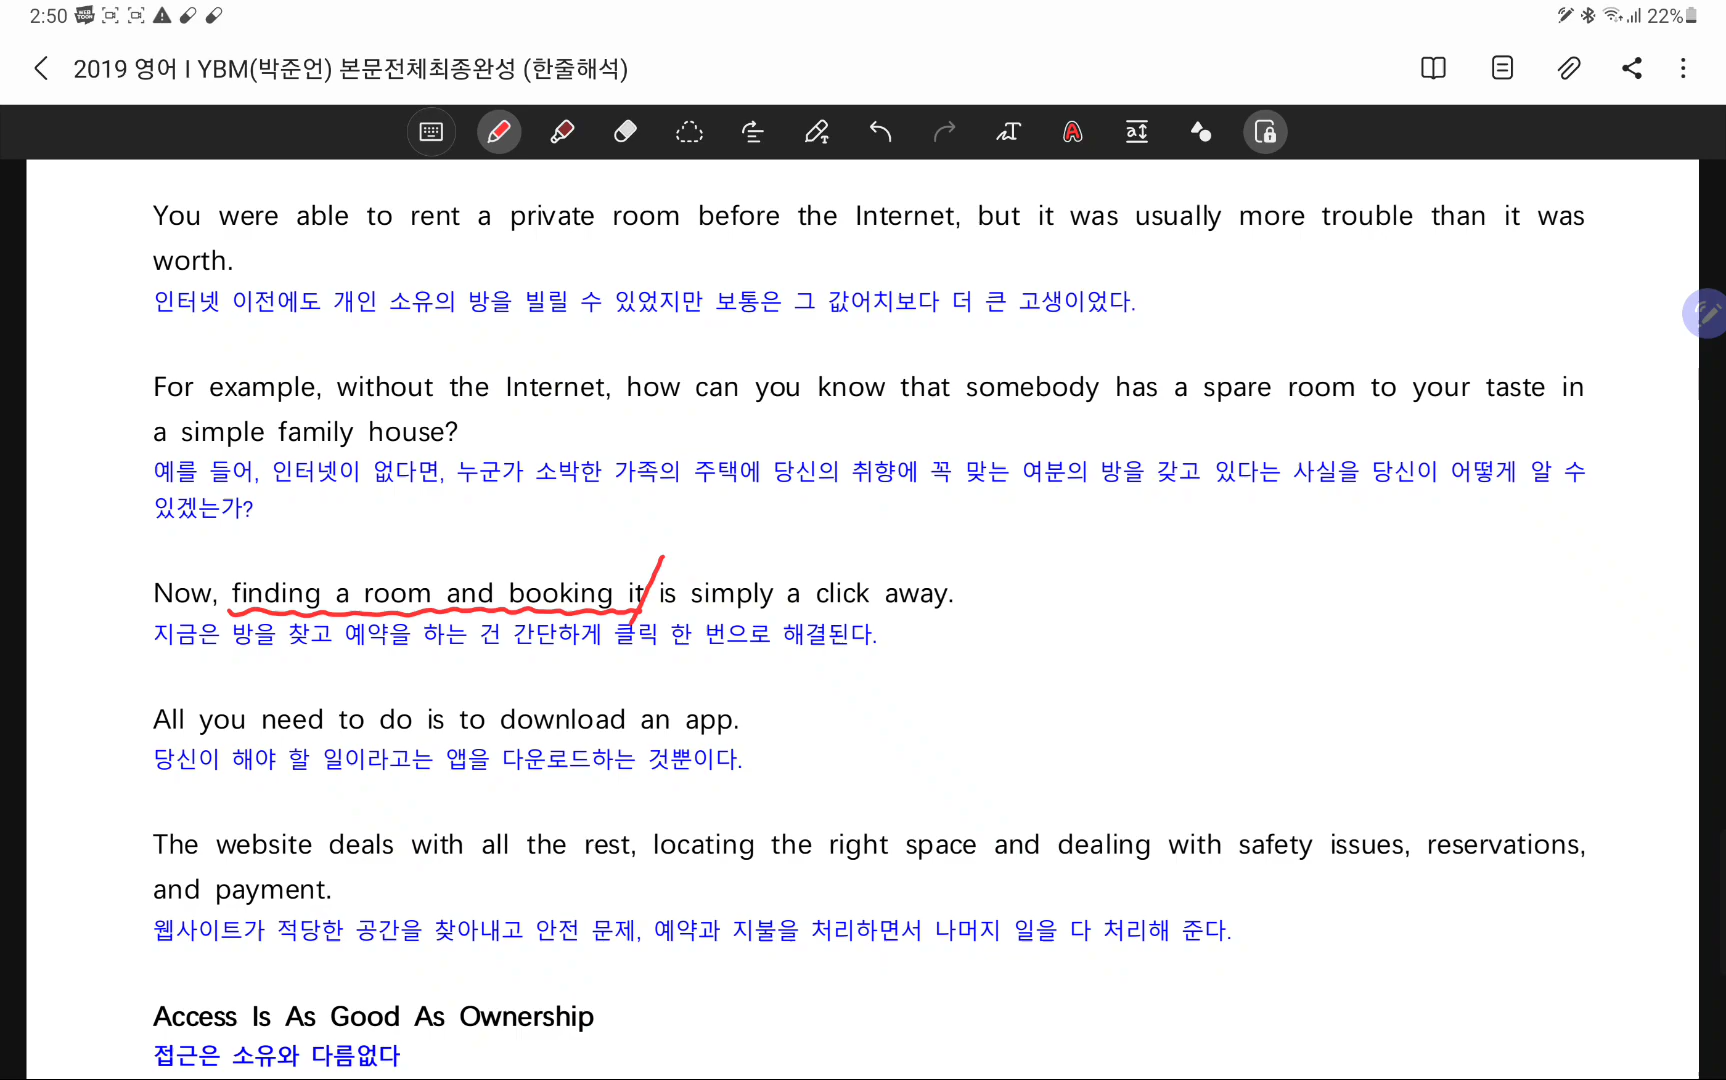 2:50
22%
2019 영어 I YBM(박준언) 본문전체최종완성 (한줄해석)
You were able to rent a private room before the Internet, but it was usually more trouble than it was
worth.
인터넷 이전에도 개인 소유의 방을 빌릴 수 있었지만 보통은 그 값어치보다 더 큰 고생이었다.
For example, without the Internet, how can you know that somebody has a spare room to your taste in
a simple family house?
예를 들어, 인터넷이 없다면, 누군가 소박한 가족의 주택에 당신의 취향에 꼭 맞는 여분의 방을 갖고 있다는 사실을 당신이 어떻게 알 수
있겠는가?
Now, finding a room and booking it is simply a click away.
지금은 방을 찾고 예약을 하는 건 간단하게 클릭 한 번으로 해결된다.
All you need to do is to download an app.
당신이 해야 할 일이라고는 앱을 다운로드하는 것뿐이다.
The website deals with all the rest, locating the right space and dealing with safety issues, reservations,
and payment.
웹사이트가 적당한 공간을 찾아내고 안전 문제, 예약과 지불을 처리하면서 나머지 일을 다 처리해 준다.
Access Is As Good As Ownership
접근은 소유와 다름없다